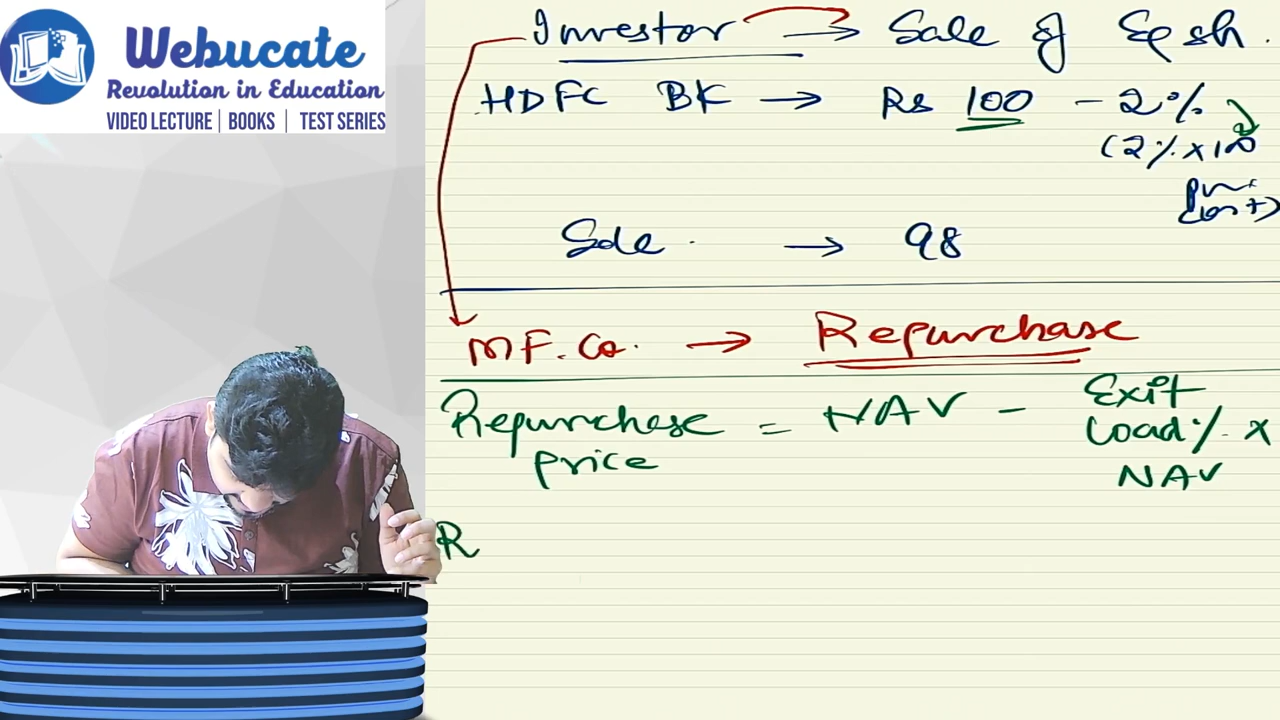 Webucate
Revolution in Education
VIDEO LECTURE | BOOKS | TEST SERIES
Investor → Sale of Eq sh.
HDFC BK → Rs 100 - 2%
(2% x 100
Sale. → 98
MF. Co. → Repurchase
Repurchase price = NAV - Exit Load % x NAV
R